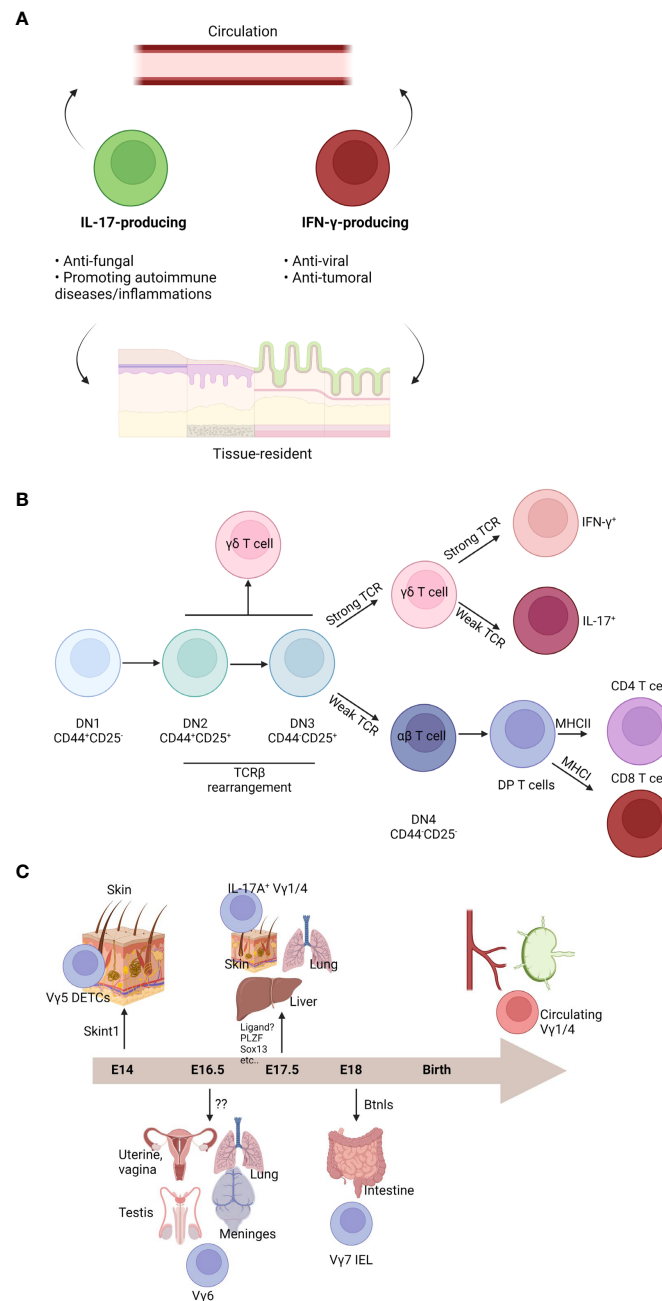 A
Circulation
IL-17-producing
• Anti-fungal
• Promoting autoimmune
diseases/inflammations
IFN-γ-producing
• Anti-viral
• Anti-tumoral
Tissue-resident
B
γδ T cell
Strong TCR
γδ T cell
Strong TCR
IFN-γ⁺
Weak TCR
IL-17⁺
Weak TCR
DN1
CD44⁺CD25⁻
DN2
CD44⁺CD25⁺
DN3
CD44⁻CD25⁺
TCRβ
rearrangement
αβ T cell
DN4
CD44⁻CD25⁻
DP T cells
MHCII
CD4 T ce
MHCI
CD8 T ce
C
Skin
Vγ5 DETCs
Skint1
IL-17A⁺ Vγ1/4
Skin
Lung
Liver
Ligand?
PLZF
Sox13
etc..
Circulating
Vγ1/4
E14
E16.5
E17.5
E18
Birth
??
Uterine,
vagina
Lung
Testis
Meninges
Vγ6
Btnls
Intestine
Vγ7 IEL